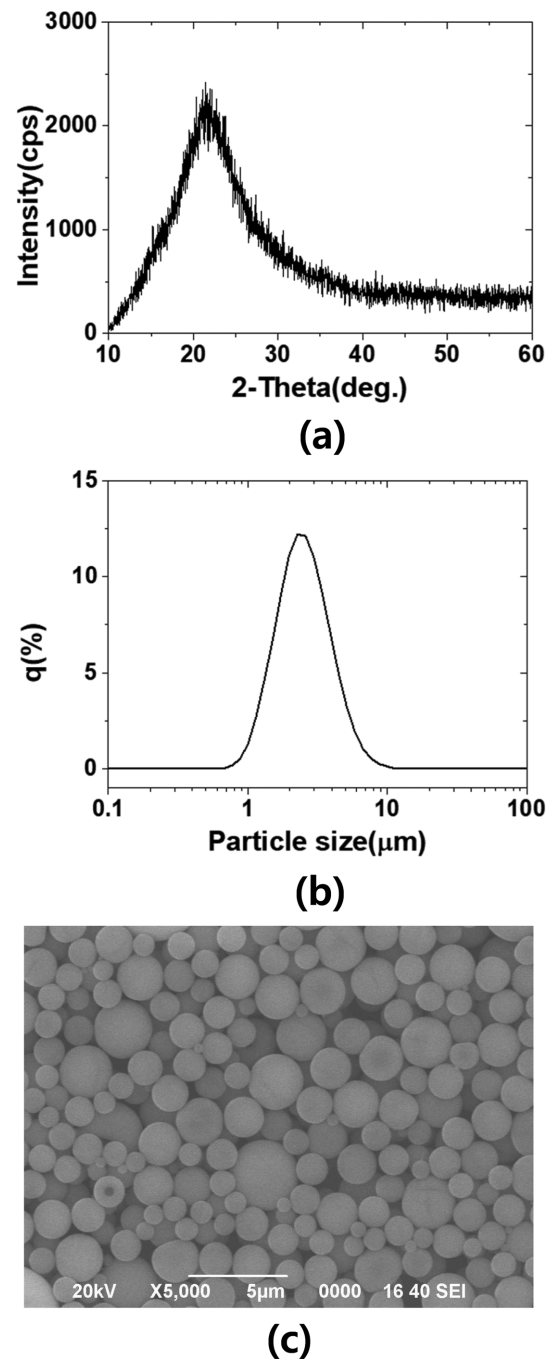 3000
2000
1000
0
Intensity(cps)
10 20 30 40 50 60
2-Theta(deg.)
(a)
15
10
5
0
q(%)
0.1 1 10 100
Particle size(μm)
(b)
20kV X5,000 5μm 0000 16 40 SEI
(c)